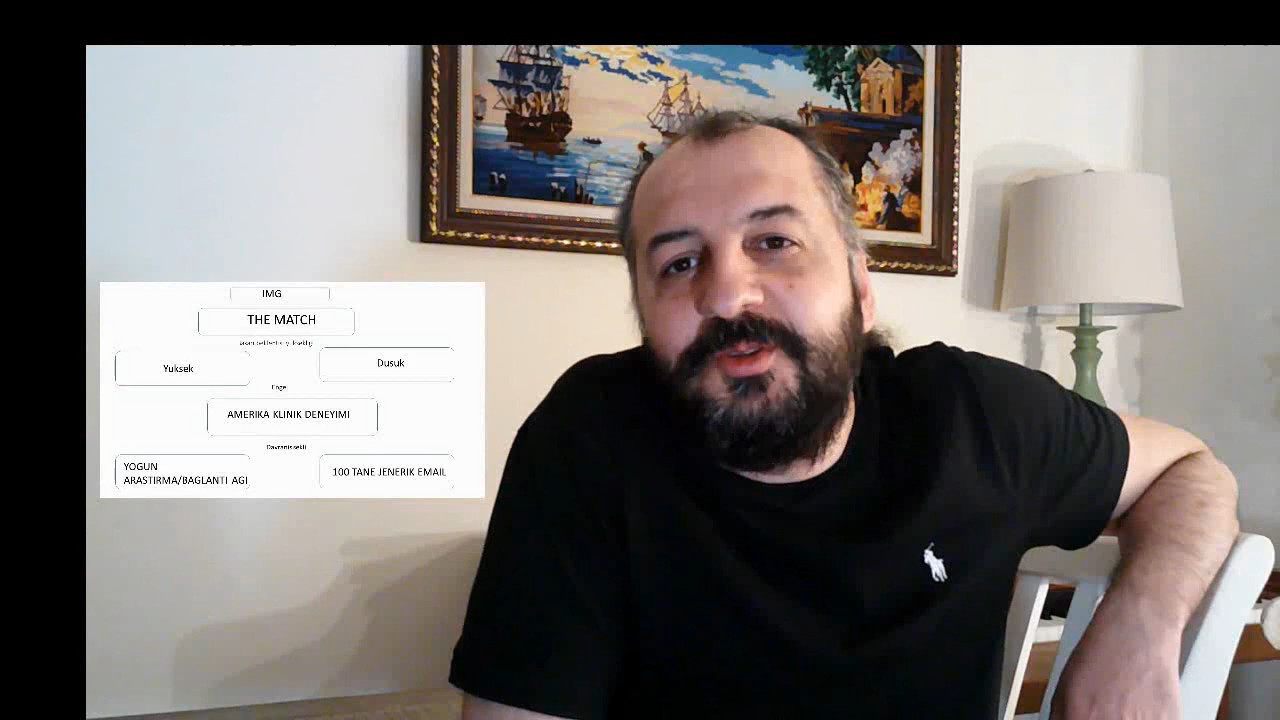 IMG
THE MATCH
Yuksek
Dusuk
AMERIKA KLINIK DENEYIMI
YOGUN
ARASTIRMA/BAGLANTI AGI
100 TANE JENERIK EMAIL